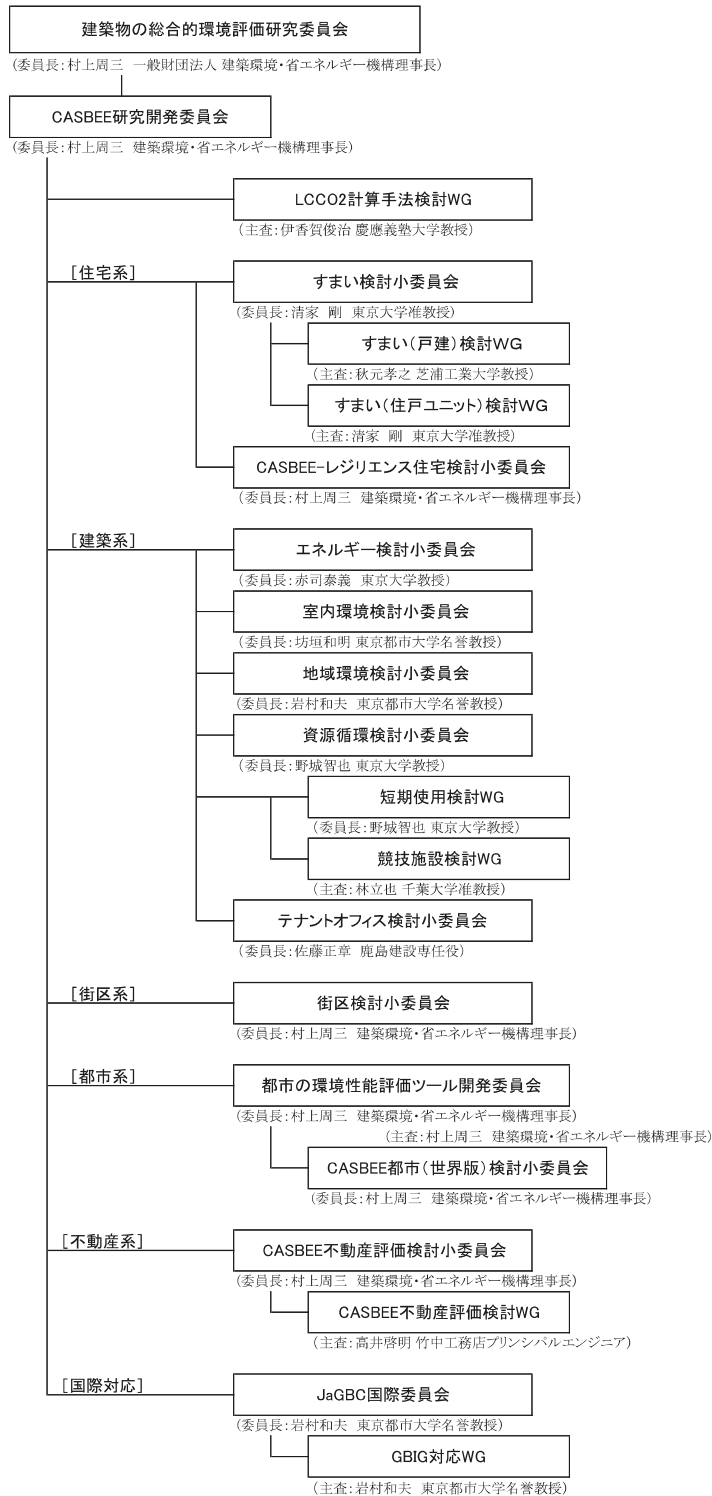 建築物の総合的環境評価研究委員会
（委員長：村上周三　一般財団法人 建築環境・省エネルギー機構理事長）
CASBEE研究開発委員会
（委員長：村上周三　建築環境・省エネルギー機構理事長）
LCCO2計算手法検討WG
（主査：伊香賀俊治 慶應義塾大学教授）
［住宅系］
すまい検討小委員会
（委員長：清家　剛　東京大学准教授）
すまい（戸建）検討WG
（主査：秋元孝之 芝浦工業大学教授）
すまい（住戸ユニット）検討WG
（主査：清家　剛　東京大学准教授）
CASBEE-レジリエンス住宅検討小委員会
（委員長：村上周三　建築環境・省エネルギー機構理事長）
［建築系］
エネルギー検討小委員会
（委員長：赤司泰義　東京大学教授）
室内環境検討小委員会
（委員長：坊垣和明 東京都市大学名誉教授）
地域環境検討小委員会
（委員長：岩村和夫　東京都市大学名誉教授）
資源循環検討小委員会
（委員長：野城智也 東京大学教授）
短期使用検討WG
（委員長：野城智也 東京大学教授）
競技施設検討WG
（主査：林立也 千葉大学准教授）
テナントオフィス検討小委員会
（委員長：佐藤正章　鹿島建設専任役）
［街区系］
街区検討小委員会
（委員長：村上周三　建築環境・省エネルギー機構理事長）
［都市系］
都市の環境性能評価ツール開発委員会
（委員長：村上周三　建築環境・省エネルギー機構理事長）
（主査：村上周三　建築環境・省エネルギー機構理事長）
CASBEE都市（世界版）検討小委員会
（委員長：村上周三　建築環境・省エネルギー機構理事長）
［不動産系］
CASBEE不動産評価検討小委員会
（委員長：村上周三　建築環境・省エネルギー機構理事長）
CASBEE不動産評価検討WG
（主査：高井啓明 竹中工務店プリンシパルエンジニア）
［国際対応］
JaGBC国際委員会
（委員長：岩村和夫　東京都市大学名誉教授）
GBIG対応WG
（主査：岩村和夫　東京都市大学名誉教授）